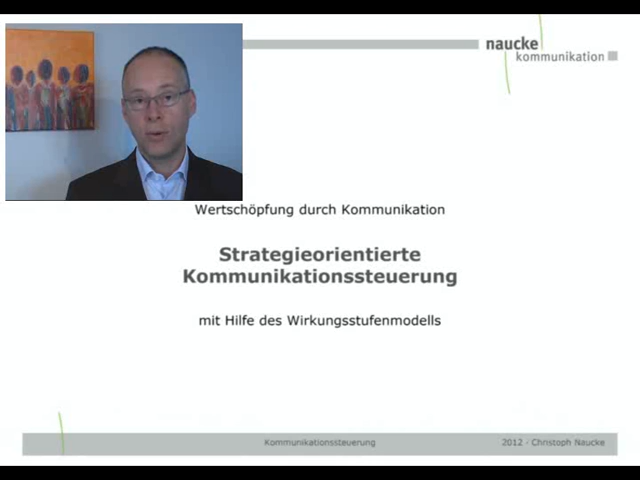 naucke
kommunikation
Wertschöpfung durch Kommunikation
Strategieorientierte
Kommunikationssteuerung
mit Hilfe des Wirkungsstufenmodells
Kommunikationssteuerung
2012 - Christoph Naucke